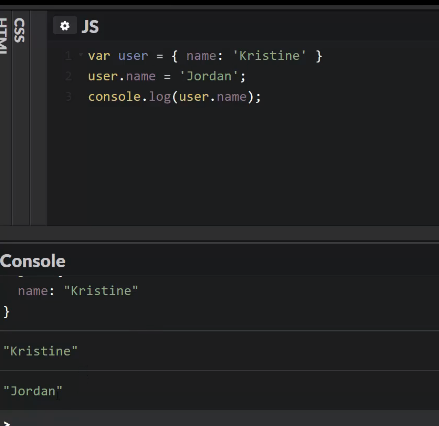 HTML
CSS
JS
1 var user = { name: 'Kristine' }
2 user.name = 'Jordan';
3 console.log(user.name);
Console
name: "Kristine"
}
"Kristine"
"Jordan"
>